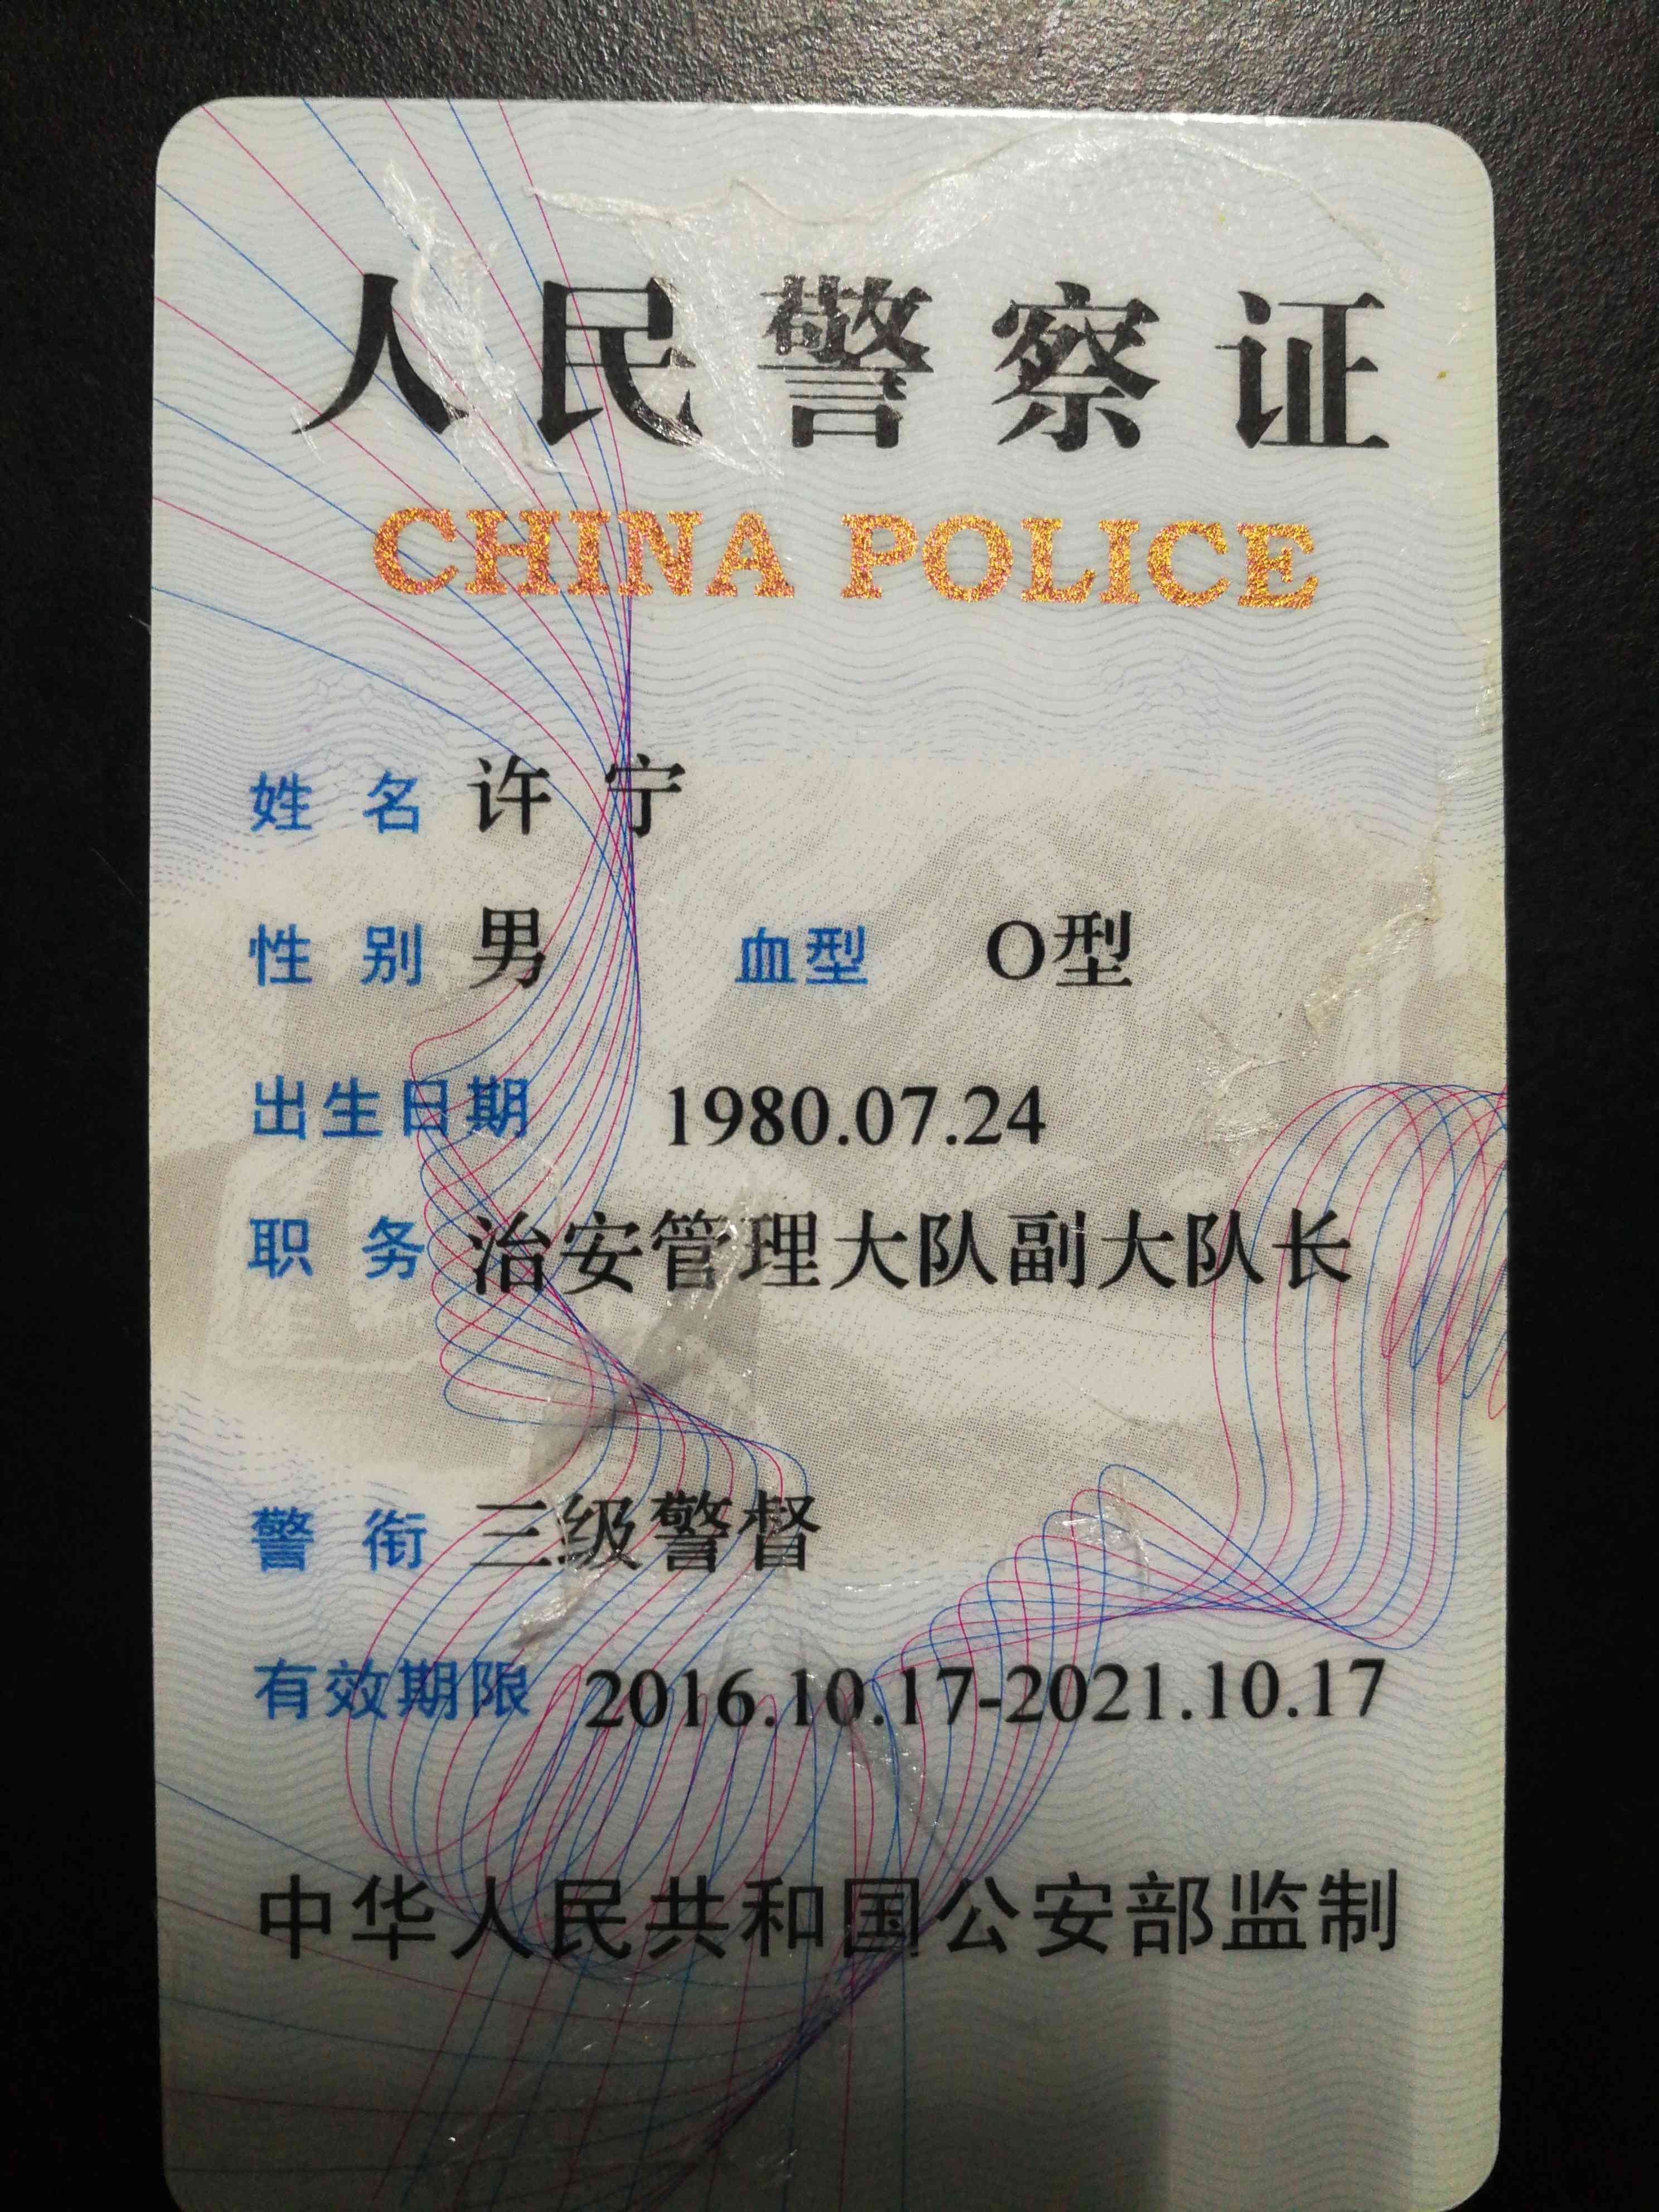 人民警察证
CHINA POLICE
姓名 许宁
性别 男 血型 O型
出生日期 1980.07.24
职务 治安管理大队副大队长
警衔 三级警督
有效期限 2016.10.17-2021.10.17
中华人民共和国公安部监制